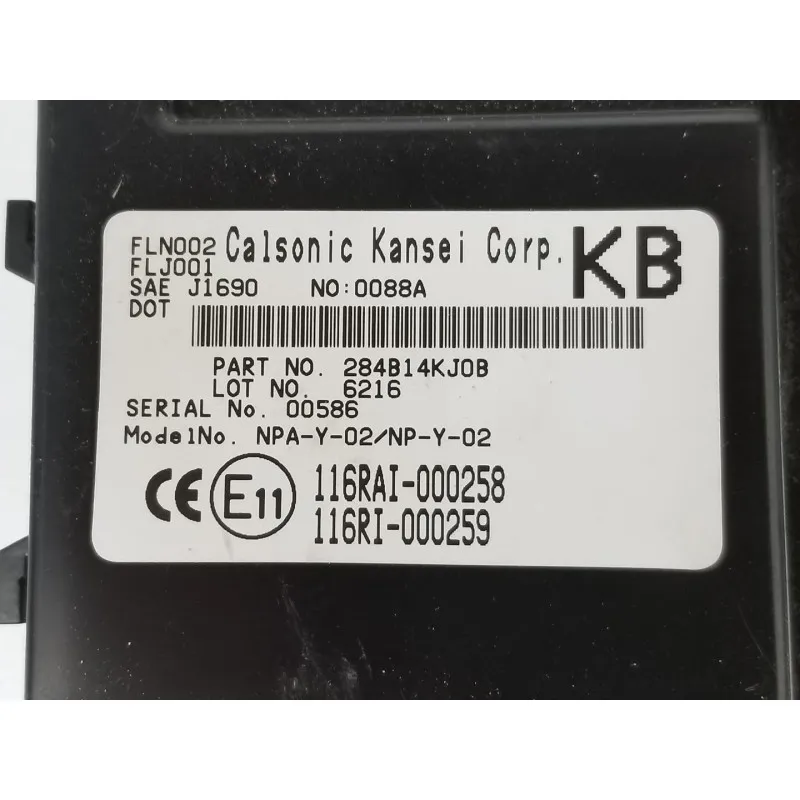 FLN002 Calsonic Kansei Corp. KB
FLJ001
SAE J1690 NO:0088A
DOT
PART NO. 284B14KJ0B
LOT NO. 6216
SERIAL No. 00586
ModelNo. NPA-Y-02/NP-Y-02
CE E11 116RAI-000258
116RI-000259